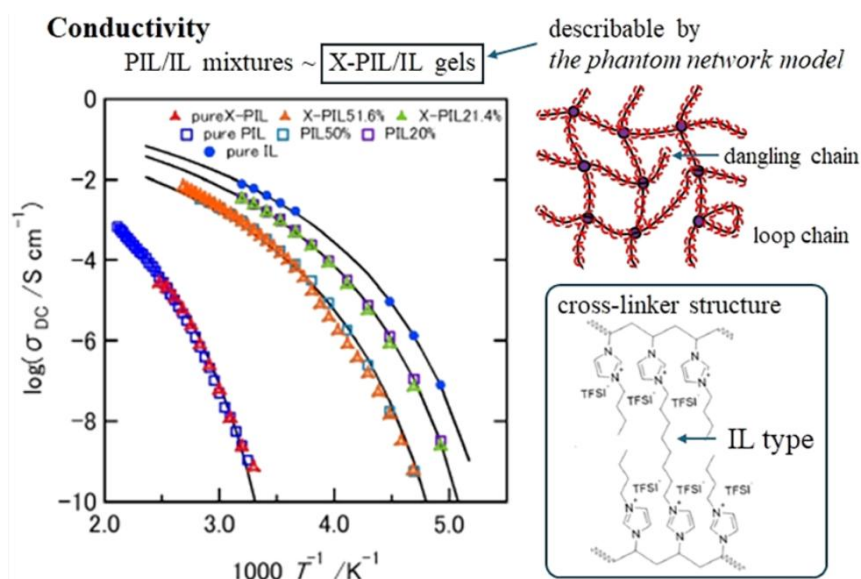 Conductivity
PIL/IL mixtures ~ X-PIL/IL gels
describable by
the phantom network model
pure X-PIL X-PIL51.6% X-PIL21.4%
pure PIL PIL50% PIL20%
pure IL
0
−2
−4
−6
−8
−10
log(σDC / S cm⁻¹)
2.0 3.0 4.0 5.0
1000 T⁻¹ /K⁻¹
dangling chain
loop chain
cross-linker structure
N N N
N⁺ N⁺ N⁺
TFSI⁻ TFSI⁻ TFSI⁻
IL type
TFSI⁻ TFSI⁻ TFSI⁻
N⁺ N⁺ N⁺
N N N